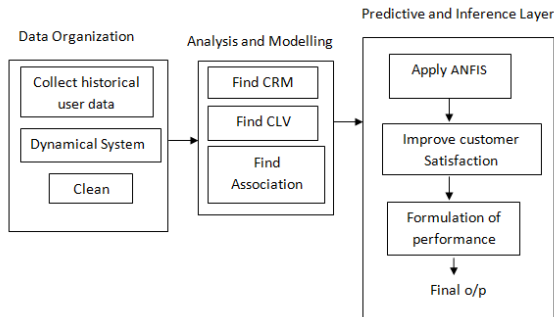 Data Organization
Collect historical
user data
Dynamical System
Clean
Analysis and Modelling
Find CRM
Find CLV
Find
Association
Predictive and Inference Layer
Apply ANFIS
Improve customer
Satisfaction
Formulation of
performance
Final o/p